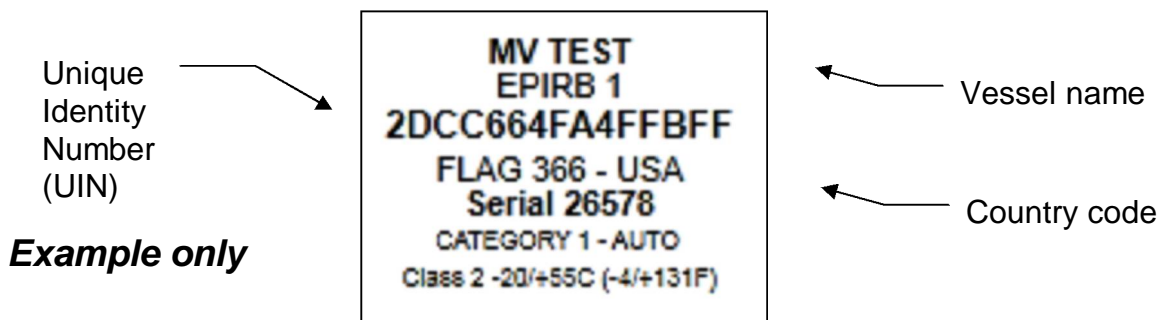 Unique
Identity
Number
(UIN)
Example only
MV TEST
EPIRB 1
2DCC664FA4FFBFF
FLAG 366 - USA
Serial 26578
CATEGORY 1 - AUTO
Class 2 -20/+55C (-4/+131F)
Vessel name
Country code